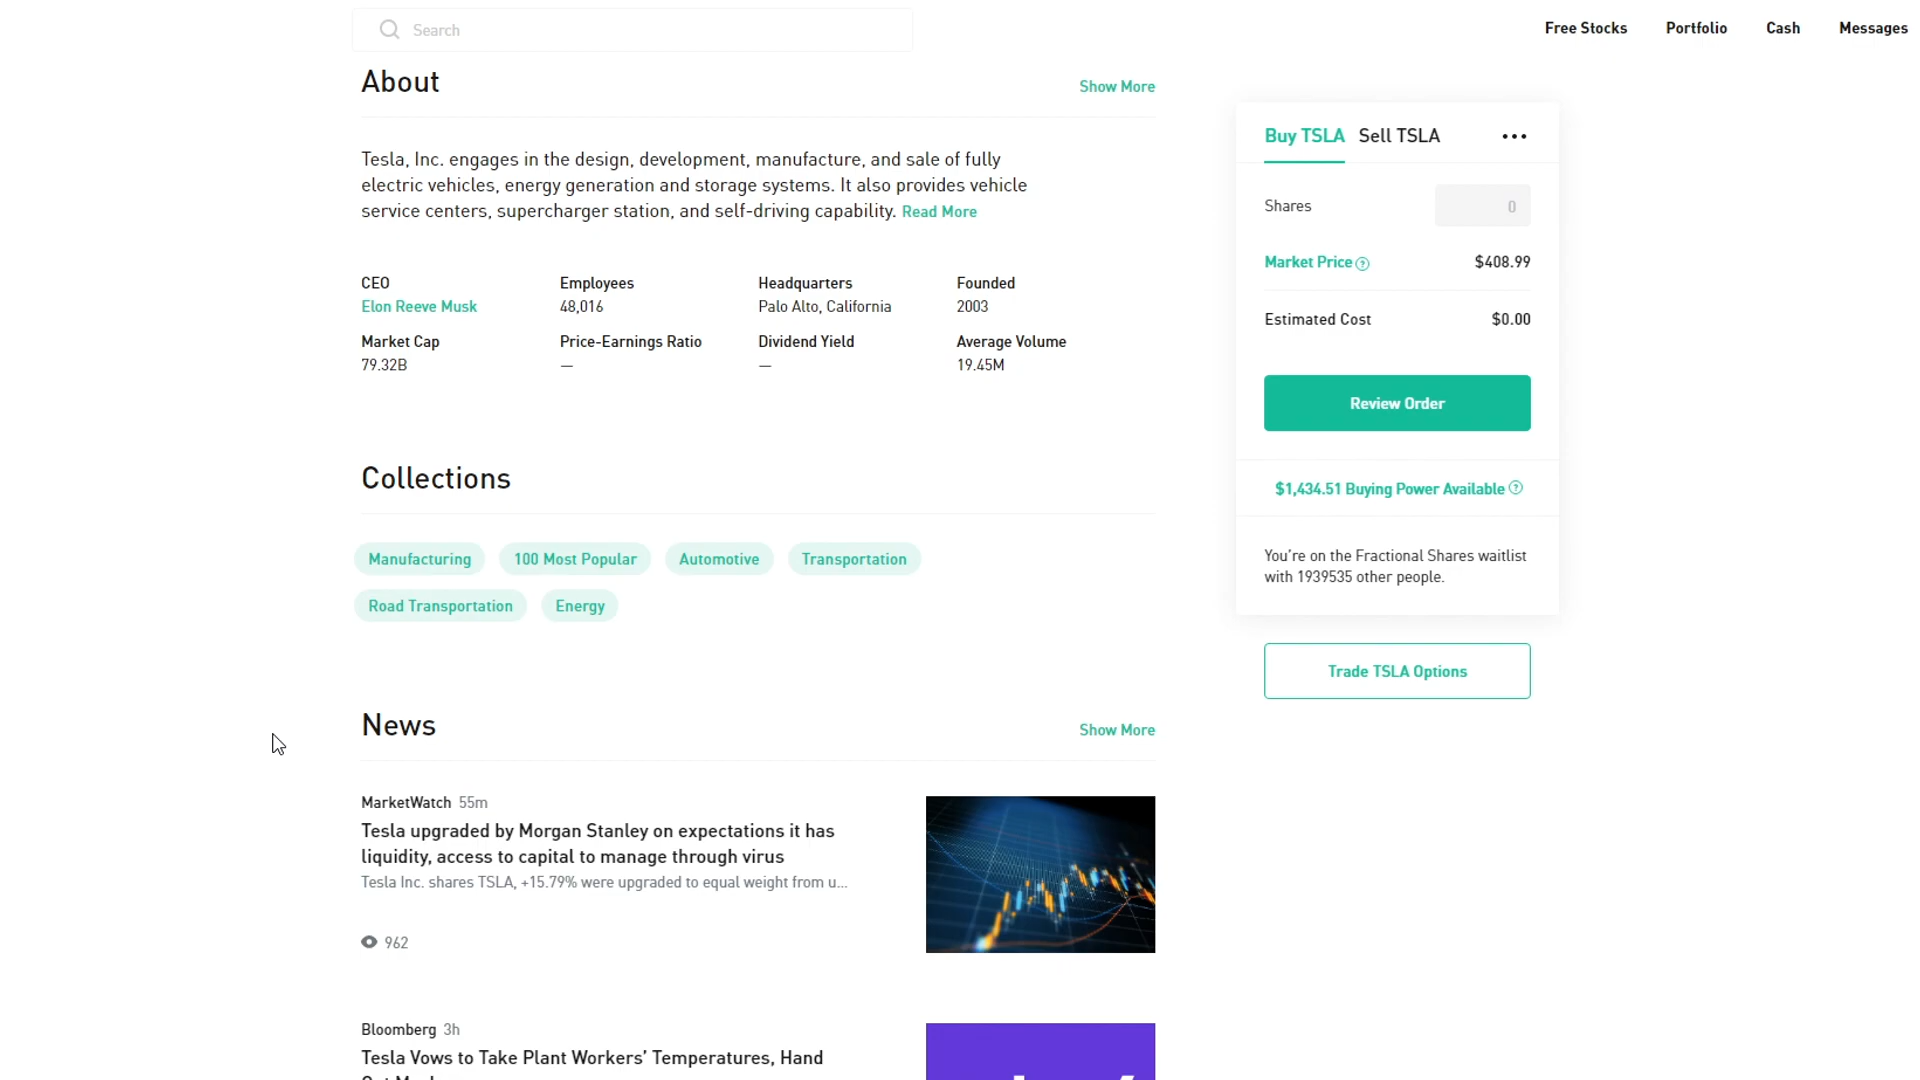 Search
Free Stocks
Portfolio
Cash
Messages
About
Show More
Tesla, Inc. engages in the design, development, manufacture, and sale of fully
electric vehicles, energy generation and storage systems. It also provides vehicle
service centers, supercharger station, and self-driving capability. Read More
CEO
Elon Reeve Musk
Employees
48,016
Headquarters
Palo Alto, California
Founded
2003
Market Cap
79.32B
Price-Earnings Ratio
—
Dividend Yield
—
Average Volume
19.45M
Collections
Manufacturing
100 Most Popular
Automotive
Transportation
Road Transportation
Energy
News
Show More
MarketWatch 55m
Tesla upgraded by Morgan Stanley on expectations it has
liquidity, access to capital to manage through virus
Tesla Inc. shares TSLA, +15.79% were upgraded to equal weight from u...
962
Bloomberg 3h
Tesla Vows to Take Plant Workers' Temperatures, Hand
Buy TSLA
Sell TSLA
Shares
0
Market Price
$408.99
Estimated Cost
$0.00
Review Order
$1,434.51 Buying Power Available
You're on the Fractional Shares waitlist
with 1939535 other people.
Trade TSLA Options